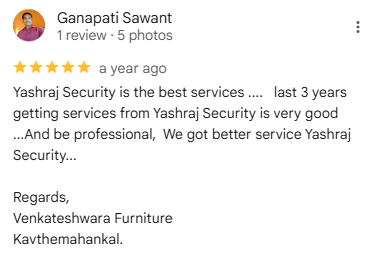 Ganapati Sawant
1 review · 5 photos
a year ago
Yashraj Security is the best services ....   last 3 years
getting services from Yashraj Security is very good
...And be professional,  We got better service Yashraj
Security...
Regards,
Venkateshwara Furniture
Kavthemahankal.